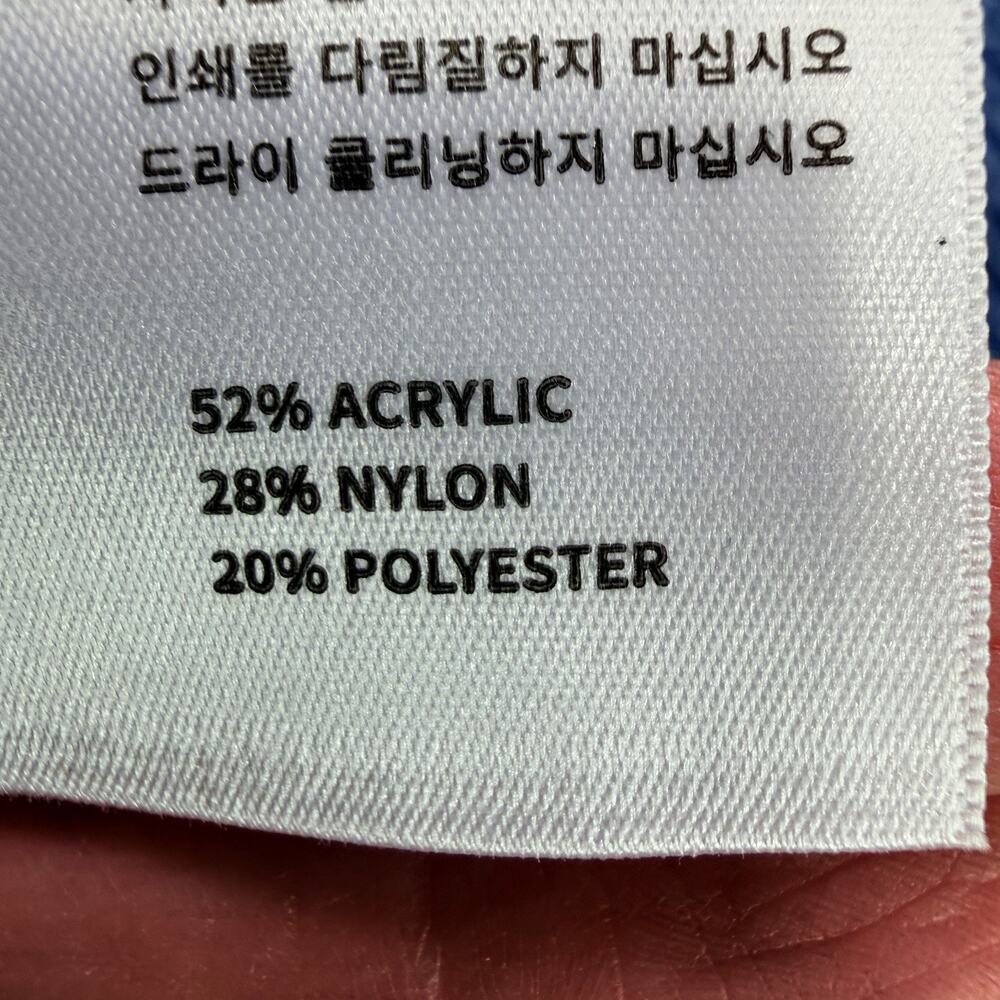 인쇄를 다림질하지 마십시오
드라이 클리닝하지 마십시오
52% ACRYLIC
28% NYLON
20% POLYESTER